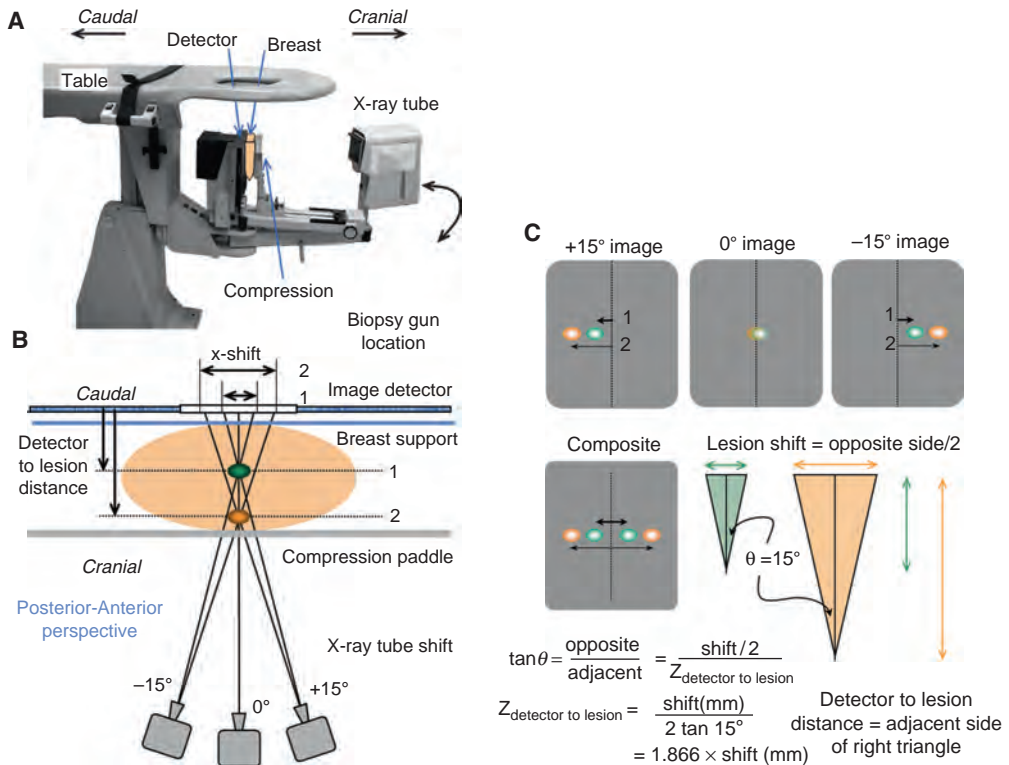 A
Caudal
Cranial
Detector
Breast
Table
X-ray tube
Compression
Biopsy gun
location
B
x-shift
2
1
Caudal
Image detector
Detector
to lesion
distance
Breast support
1
2
Cranial
Compression paddle
Posterior-Anterior
perspective
X-ray tube shift
–15°
0°
+15°
C
+15° image
0° image
–15° image
1
2
1
2
Composite
Lesion shift = opposite side/2
θ = 15°
tan θ = opposite / adjacent = shift / 2 / Z detector to lesion
Z detector to lesion = shift(mm) / 2 tan 15°
= 1.866 × shift (mm)
Detector to lesion
distance = adjacent side
of right triangle